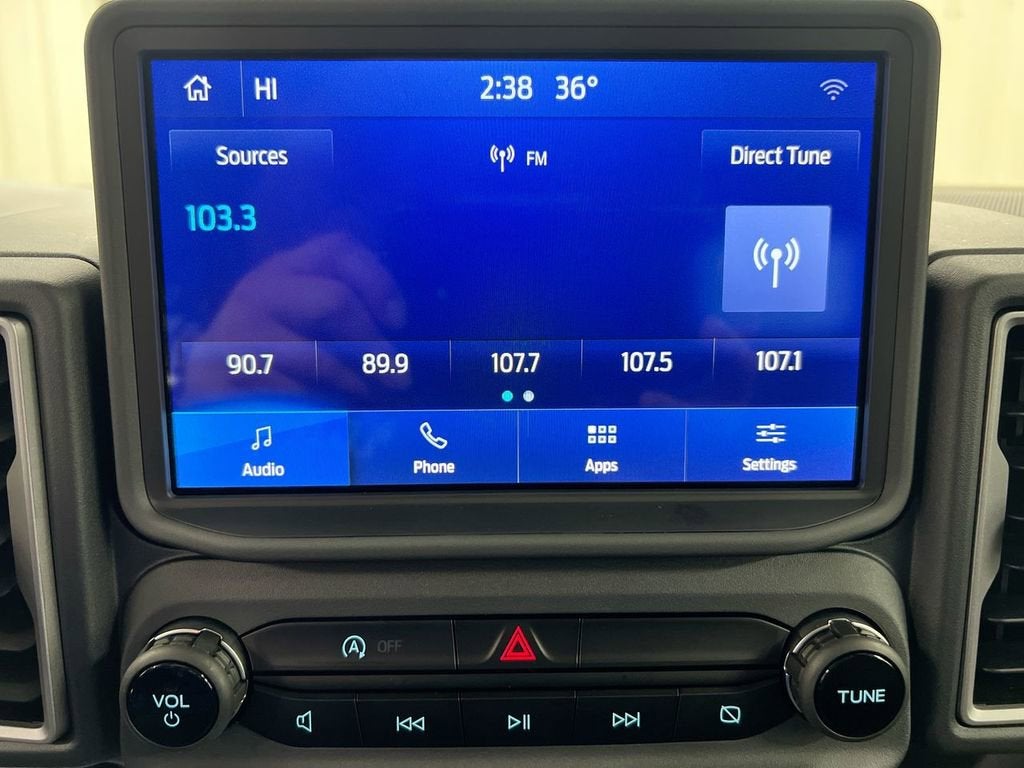 HI 2:38 36°
Sources FM Direct Tune
103.3
90.7 89.9 107.7 107.5 107.1
Audio Phone Apps Settings
A OFF
VOL TUNE